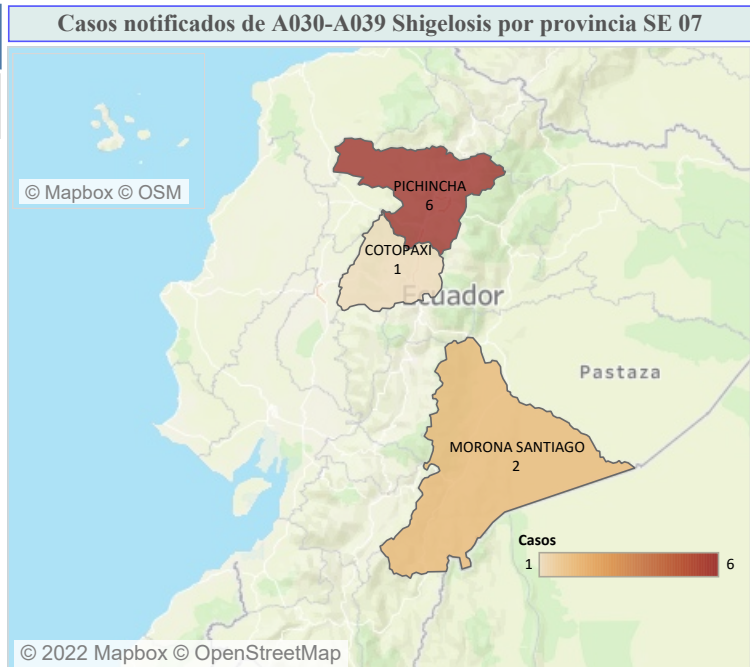 Casos notificados de A030-A039 Shigelosis por provincia SE 07
© Mapbox © OSM
PICHINCHA
6
COTOPAXI
1
Ecuador
Pastaza
MORONA SANTIAGO
2
Casos
1
6
© 2022 Mapbox © OpenStreetMap